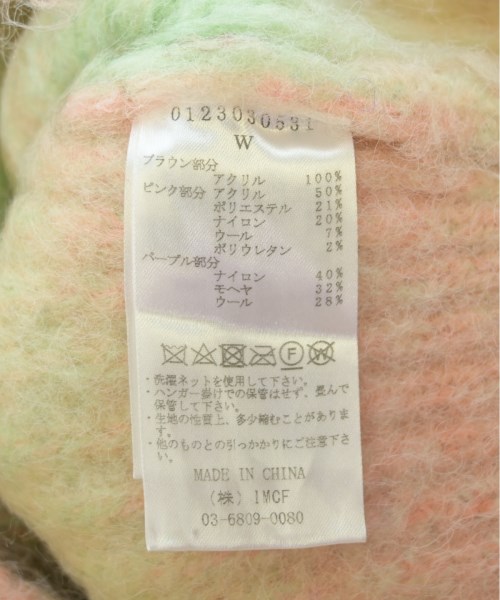 0123030531
W
ブラウン部分
アクリル 100%
ピンク部分 アクリル 50%
ポリエステル 21%
ナイロン 20%
ウール 7%
ポリウレタン 2%
パープル部分
ナイロン 40%
モヘヤ 32%
ウール 28%
F W
・洗濯ネットを使用して下さい。
・ハンガー掛けでの保管はせず、畳んで
保管して下さい。
・生地の性質上、多少縮むことがありま
す。
・他のものとの引っかかりにご注意下さ
い。
MADE IN CHINA
(株) IMCF
03-6809-0080